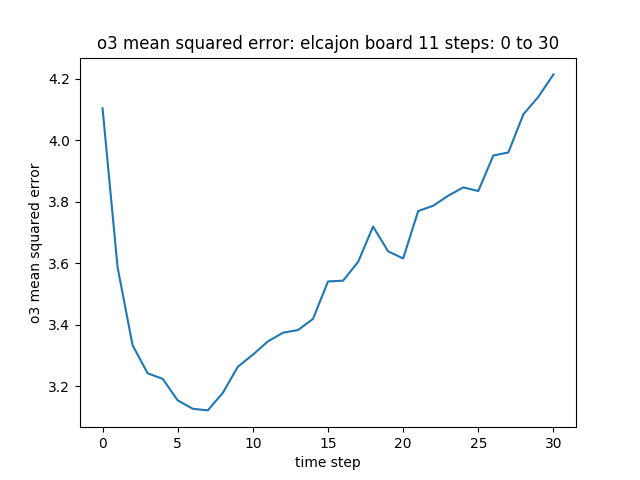 o3 mean squared error: elcajon board 11 steps: 0 to 30
4.2
4.0
3.8
3.6
3.4
3.2
o3 mean squared error
0 5 10 15 20 25 30
time step